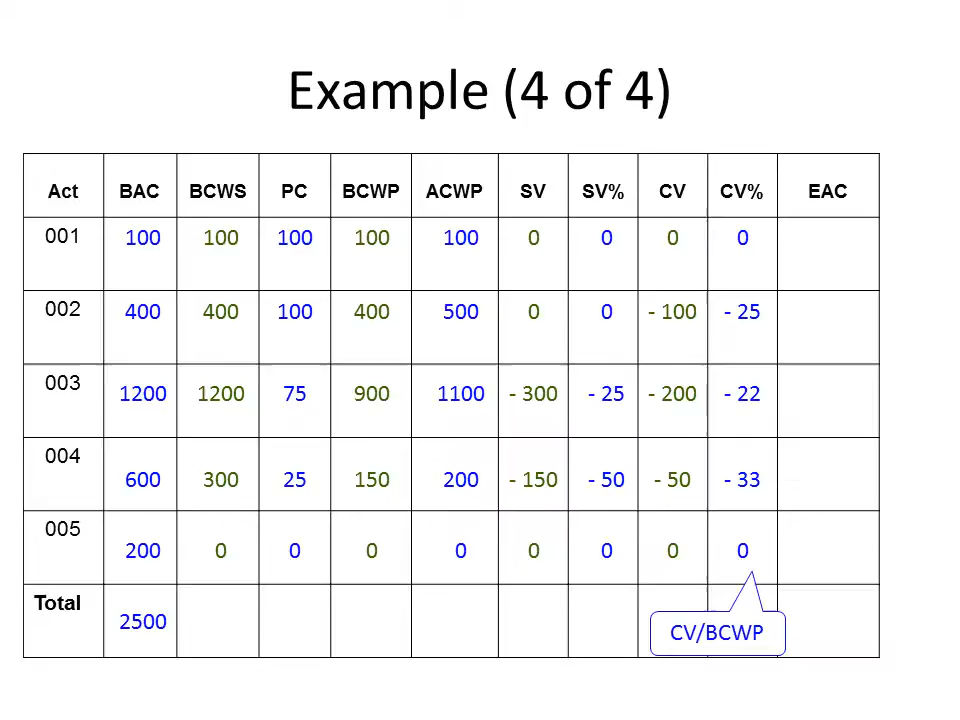 Example (4 of 4)
Act BAC BCWS PC BCWP ACWP SV SV% CV CV% EAC
001 100 100 100 100 100 0 0 0 0
002 400 400 100 400 500 0 0 - 100 - 25
003 1200 1200 75 900 1100 - 300 - 25 - 200 - 22
004 600 300 25 150 200 - 150 - 50 - 50 - 33
005 200 0 0 0 0 0 0 0 0
Total 2500
CV/BCWP